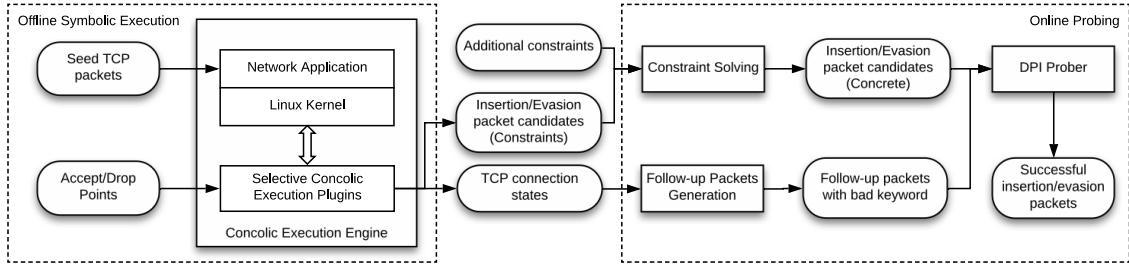 Offline Symbolic Execution
Seed TCP
packets
Accept/Drop
Points
Network Application
Linux Kernel
Selective Concolic
Execution Plugins
Concolic Execution Engine
Additional constraints
Insertion/Evasion
packet candidates
(Constraints)
TCP connection
states
Online Probing
Constraint Solving
Insertion/Evasion
packet candidates
(Concrete)
DPI Prober
Follow-up Packets
Generation
Follow-up packets
with bad keyword
Successful
insertion/evasion
packets